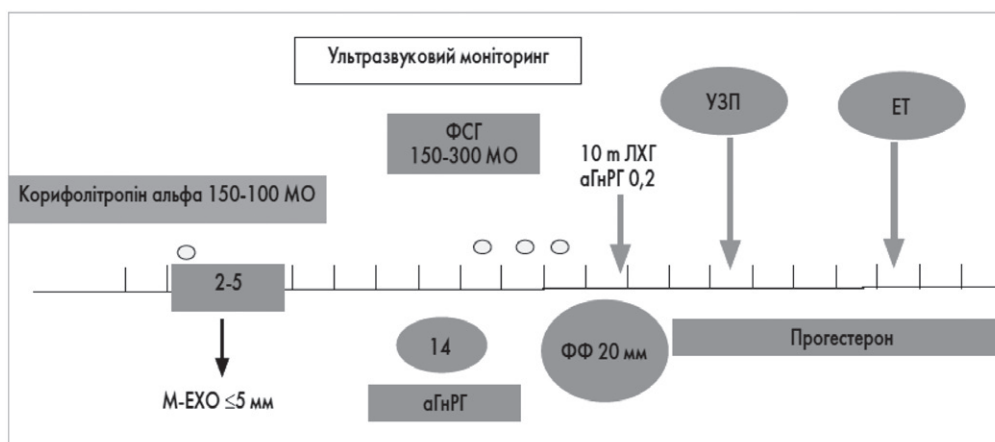 Ультразвуковий моніторинг
УЗП
ЕТ
ФСГ
150-300 МО
10 m ЛХГ
аГнРГ 0,2
Корифолітропін альфа 150-100 МО
2-5
14
ФФ 20 мм
Прогестерон
М-ЕХО ≤5 мм
аГнРГ